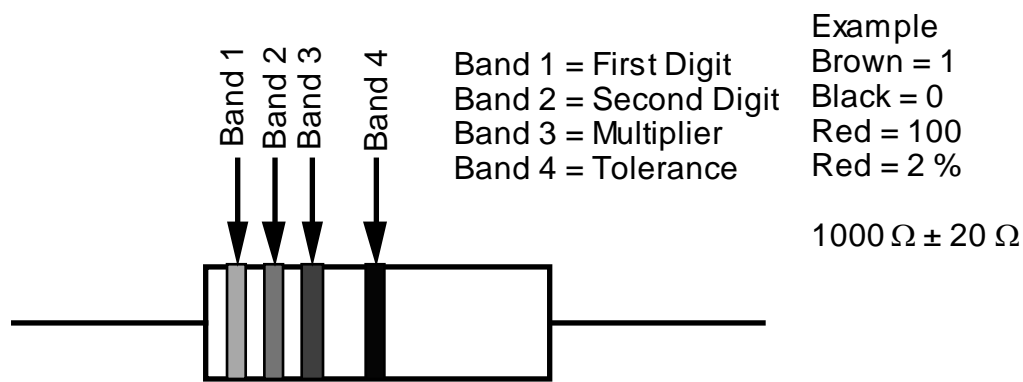 Band 1
Band 2
Band 3
Band 4
Band 1 = First Digit
Band 2 = Second Digit
Band 3 = Multiplier
Band 4 = Tolerance
Example
Brown = 1
Black = 0
Red = 100
Red = 2 %
1000 Ω ± 20 Ω